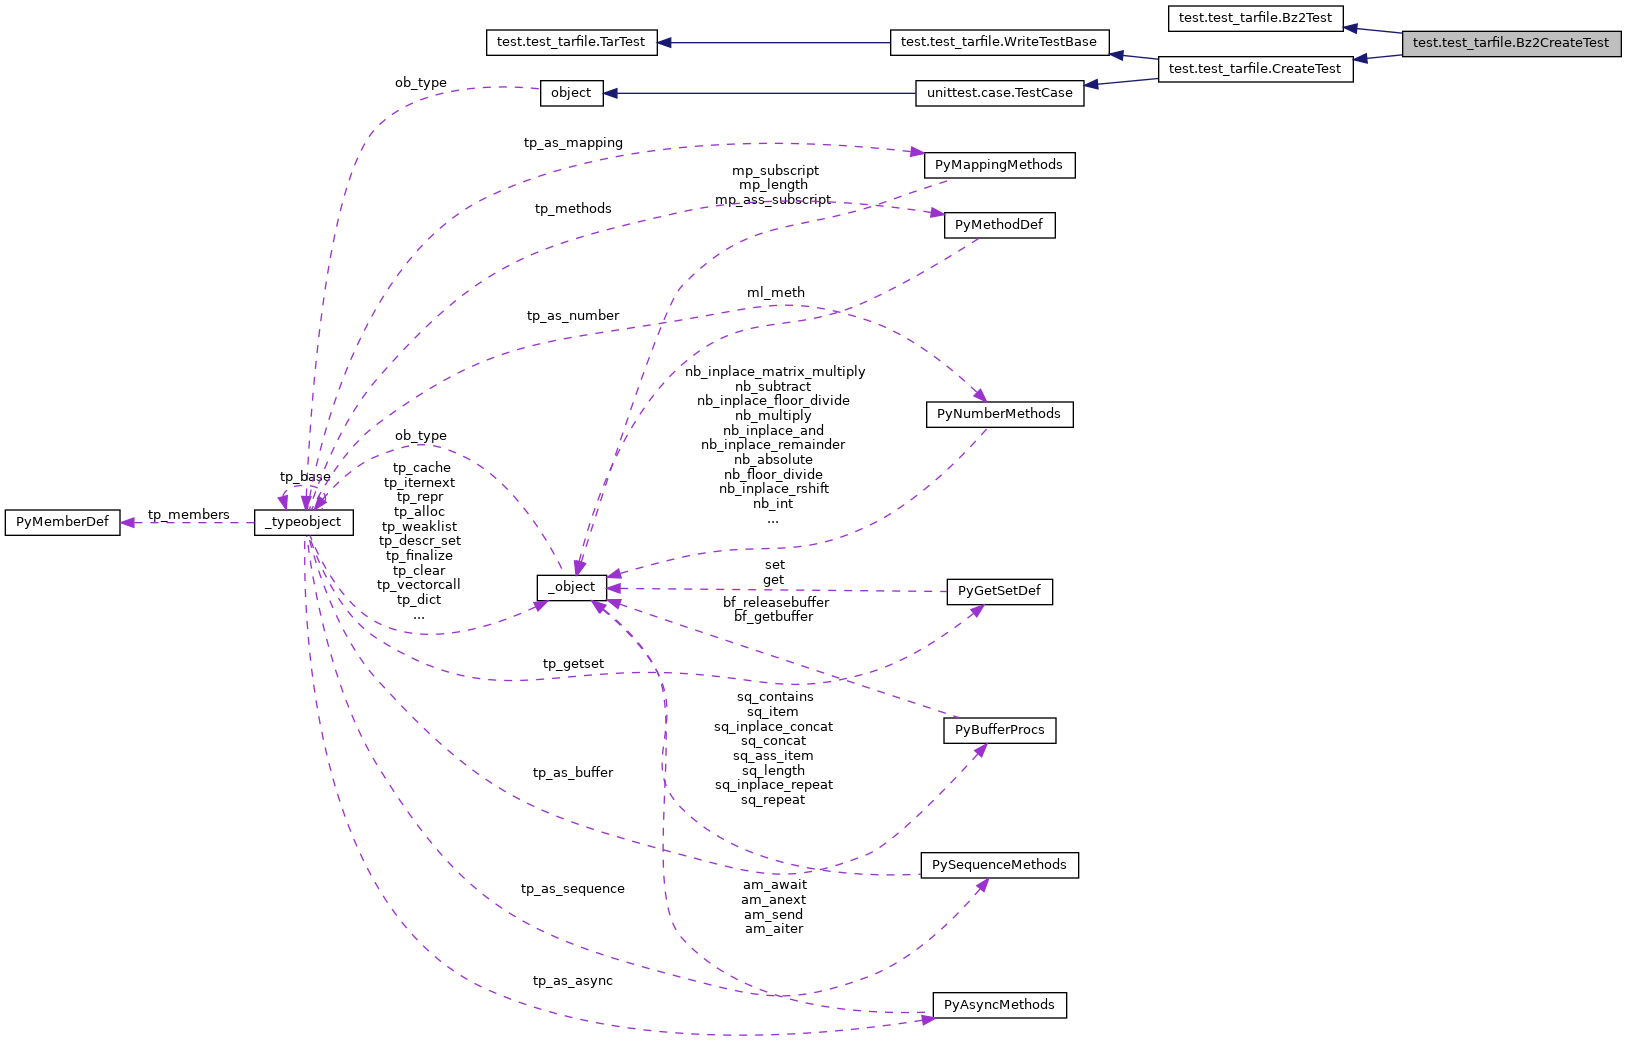 test.test_tarfile.Bz2Test
test.test_tarfile.TarTest
test.test_tarfile.WriteTestBase
test.test_tarfile.Bz2CreateTest
test.test_tarfile.CreateTest
ob_type
object
unittest.case.TestCase
tp_as_mapping
PyMappingMethods
mp_subscript
mp_length
mp_ass_subscript
tp_methods
PyMethodDef
ml_meth
tp_as_number
nb_inplace_matrix_multiply
nb_subtract
nb_inplace_floor_divide
nb_multiply
nb_inplace_and
nb_inplace_remainder
nb_absolute
nb_floor_divide
nb_inplace_rshift
nb_int
...
PyNumberMethods
ob_type
tp_base
tp_cache
tp_iternext
tp_repr
tp_alloc
tp_weaklist
tp_descr_set
tp_finalize
tp_clear
tp_vectorcall
tp_dict
...
PyMemberDef
tp_members
_typeobject
_object
set
get
PyGetSetDef
bf_releasebuffer
bf_getbuffer
tp_getset
sq_contains
sq_item
sq_inplace_concat
sq_concat
sq_ass_item
sq_length
sq_inplace_repeat
sq_repeat
PyBufferProcs
tp_as_buffer
PySequenceMethods
tp_as_sequence
am_await
am_anext
am_send
am_aiter
tp_as_async
PyAsyncMethods